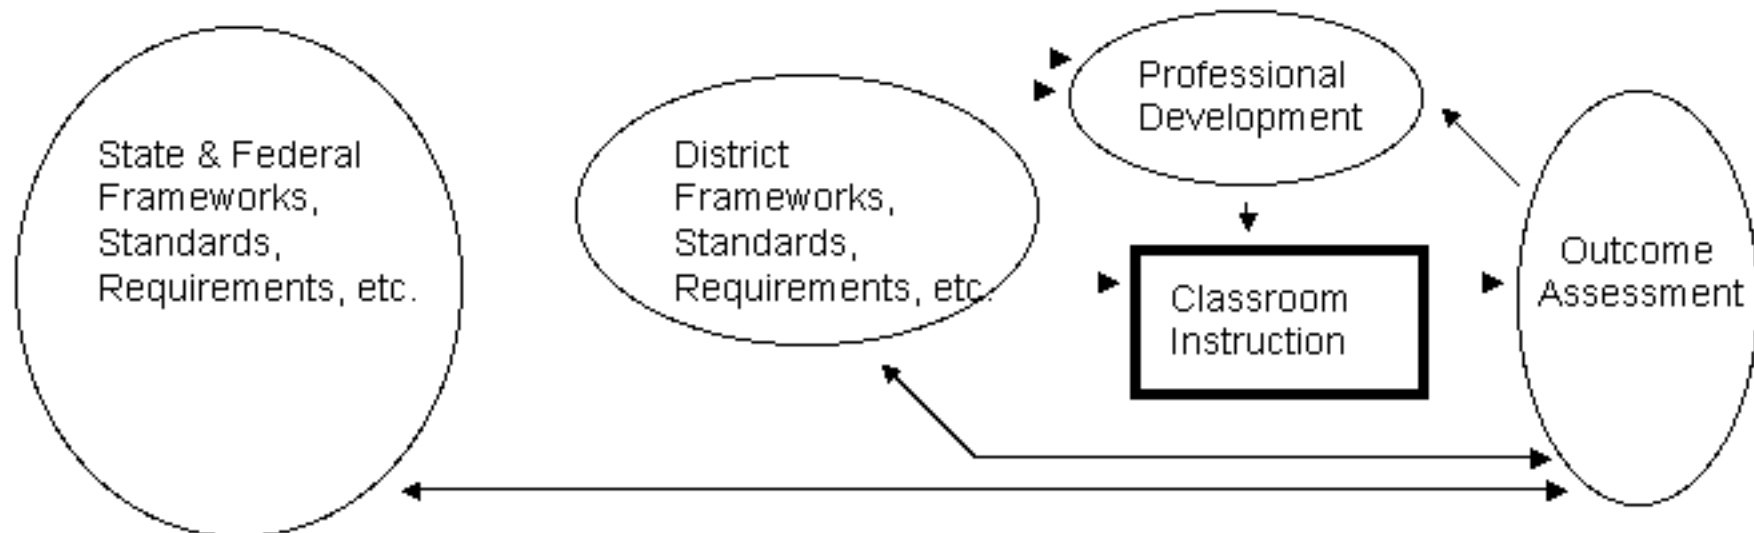 State & Federal
Frameworks,
Standards,
Requirements, etc.
District
Frameworks,
Standards,
Requirements, etc.
Professional
Development
Classroom
Instruction
Outcome
Assessment